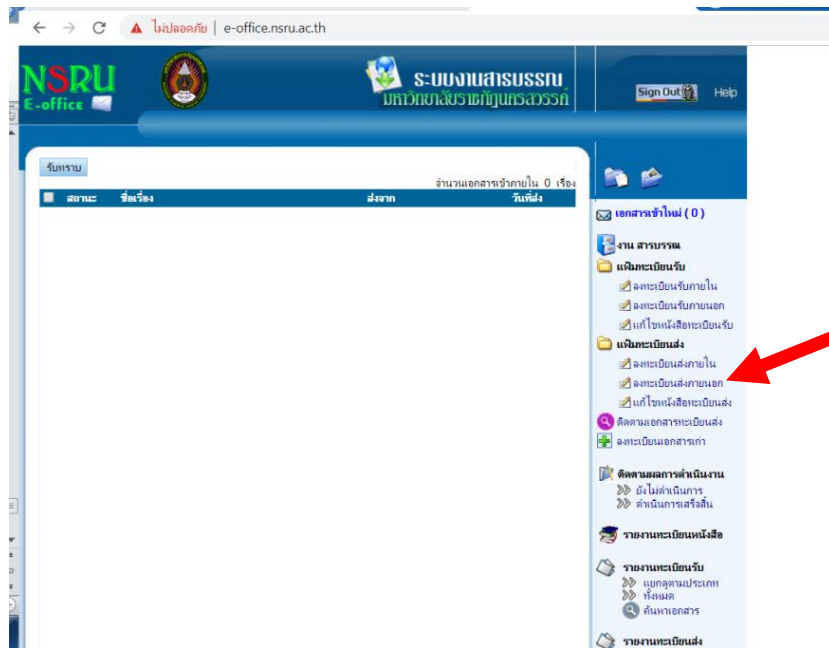 ไม่ปลอดภัย | e-office.nsru.ac.th
NSRU
E-office
ระบบงานสารบรรณ
มหาวิทยาลัยราชภัฏนครสวรรค์
Sign Out
Help
รับทราบ
จำนวนเอกสารเข้าภายใน 0 เรื่อง
สถานะ ชื่อเรื่อง ส่งจาก วันที่ส่ง
เอกสารเข้าใหม่ ( 0 )
งาน สารบรรณ
แฟ้มทะเบียนรับ
ลงทะเบียนรับภายใน
ลงทะเบียนรับภายนอก
แก้ไขหนังสือทะเบียนรับ
แฟ้มทะเบียนส่ง
ลงทะเบียนส่งภายใน
ลงทะเบียนส่งภายนอก
แก้ไขหนังสือทะเบียนส่ง
ติดตามเอกสารทะเบียนส่ง
ลงทะเบียนเอกสารเก่า
ติดตามผลการดำเนินงาน
ยังไม่ดำเนินการ
ดำเนินการเสร็จสิ้น
รายงานทะเบียนหนังสือ
รายงานทะเบียนรับ
แยกดูตามประเภท
ทั้งหมด
ค้นหาเอกสาร
รายงานทะเบียนส่ง